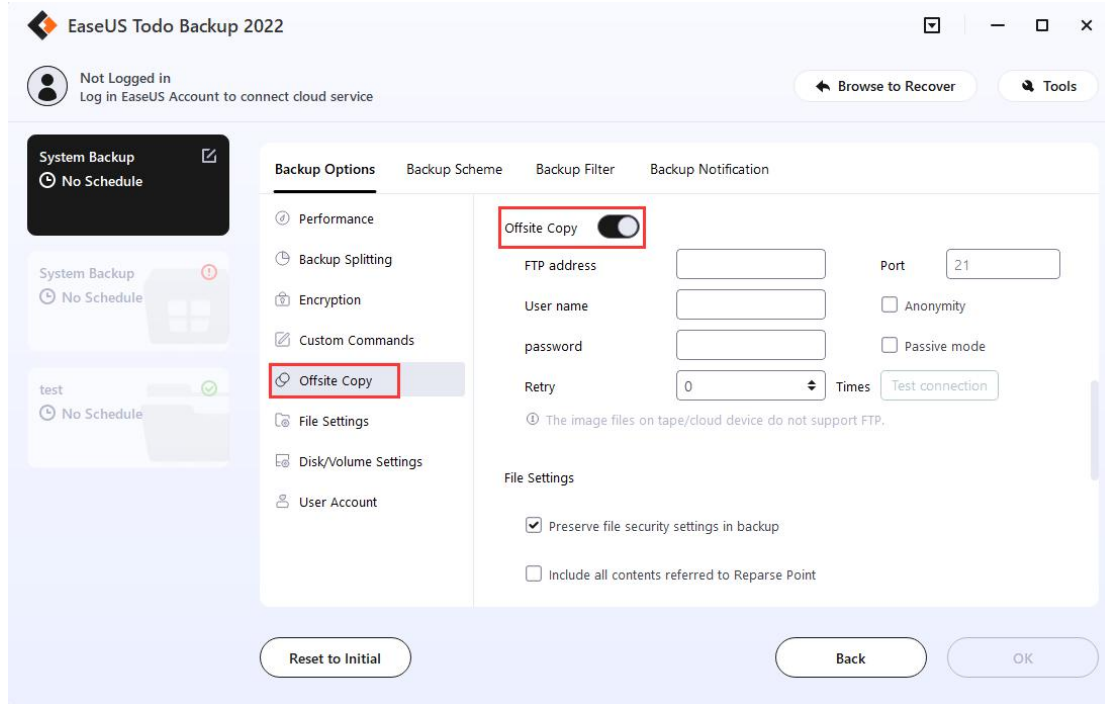 EaseUS Todo Backup 2022
Not Logged in
Log in EaseUS Account to connect cloud service
Browse to Recover
Tools
System Backup
No Schedule
System Backup
No Schedule
test
No Schedule
Backup Options
Backup Scheme
Backup Filter
Backup Notification
Performance
Backup Splitting
Encryption
Custom Commands
Offsite Copy
File Settings
Disk/Volume Settings
User Account
Offsite Copy
FTP address
Port 21
User name
Anonymity
password
Passive mode
Retry 0 Times Test connection
The image files on tape/cloud device do not support FTP.
File Settings
Preserve file security settings in backup
Include all contents referred to Reparse Point
Reset to Initial
Back
OK